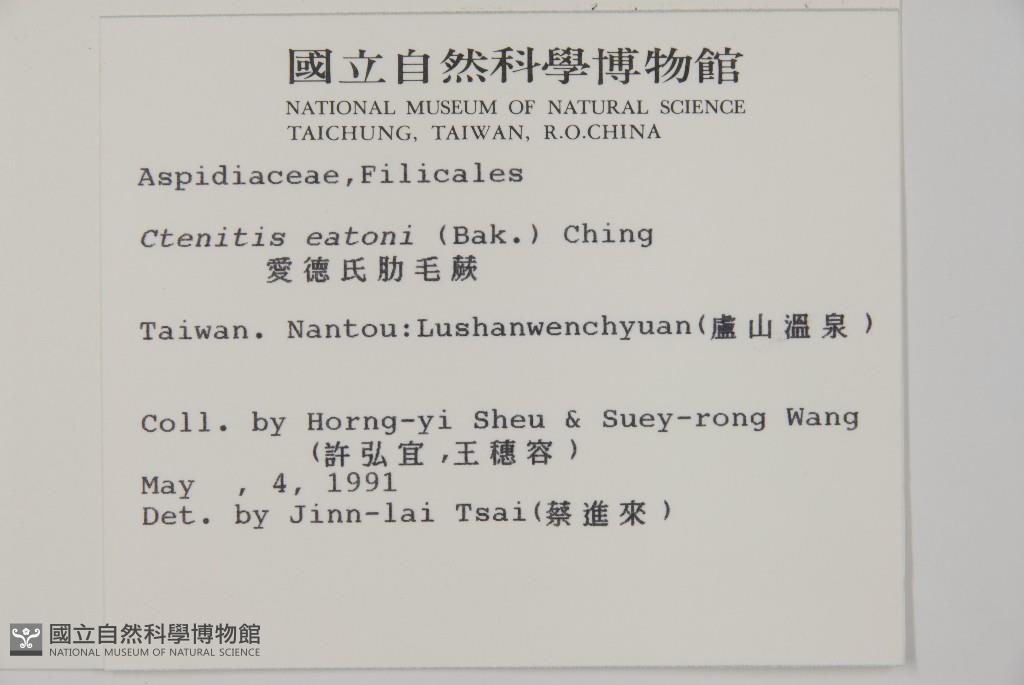 國立自然科學博物館
NATIONAL MUSEUM OF NATURAL SCIENCE
TAICHUNG, TAIWAN, R.O.CHINA
Aspidiaceae,Filicales
Ctenitis eatoni (Bak.) Ching
愛德氏肋毛蕨
Taiwan. Nantou:Lushanwenchyuan(廬山溫泉)
Coll. by Horng-yi Sheu & Suey-rong Wang
(許弘宜,王穗容)
May , 4, 1991
Det. by Jinn-lai Tsai(蔡進來)
國立自然科學博物館
NATIONAL MUSEUM OF NATURAL SCIENCE